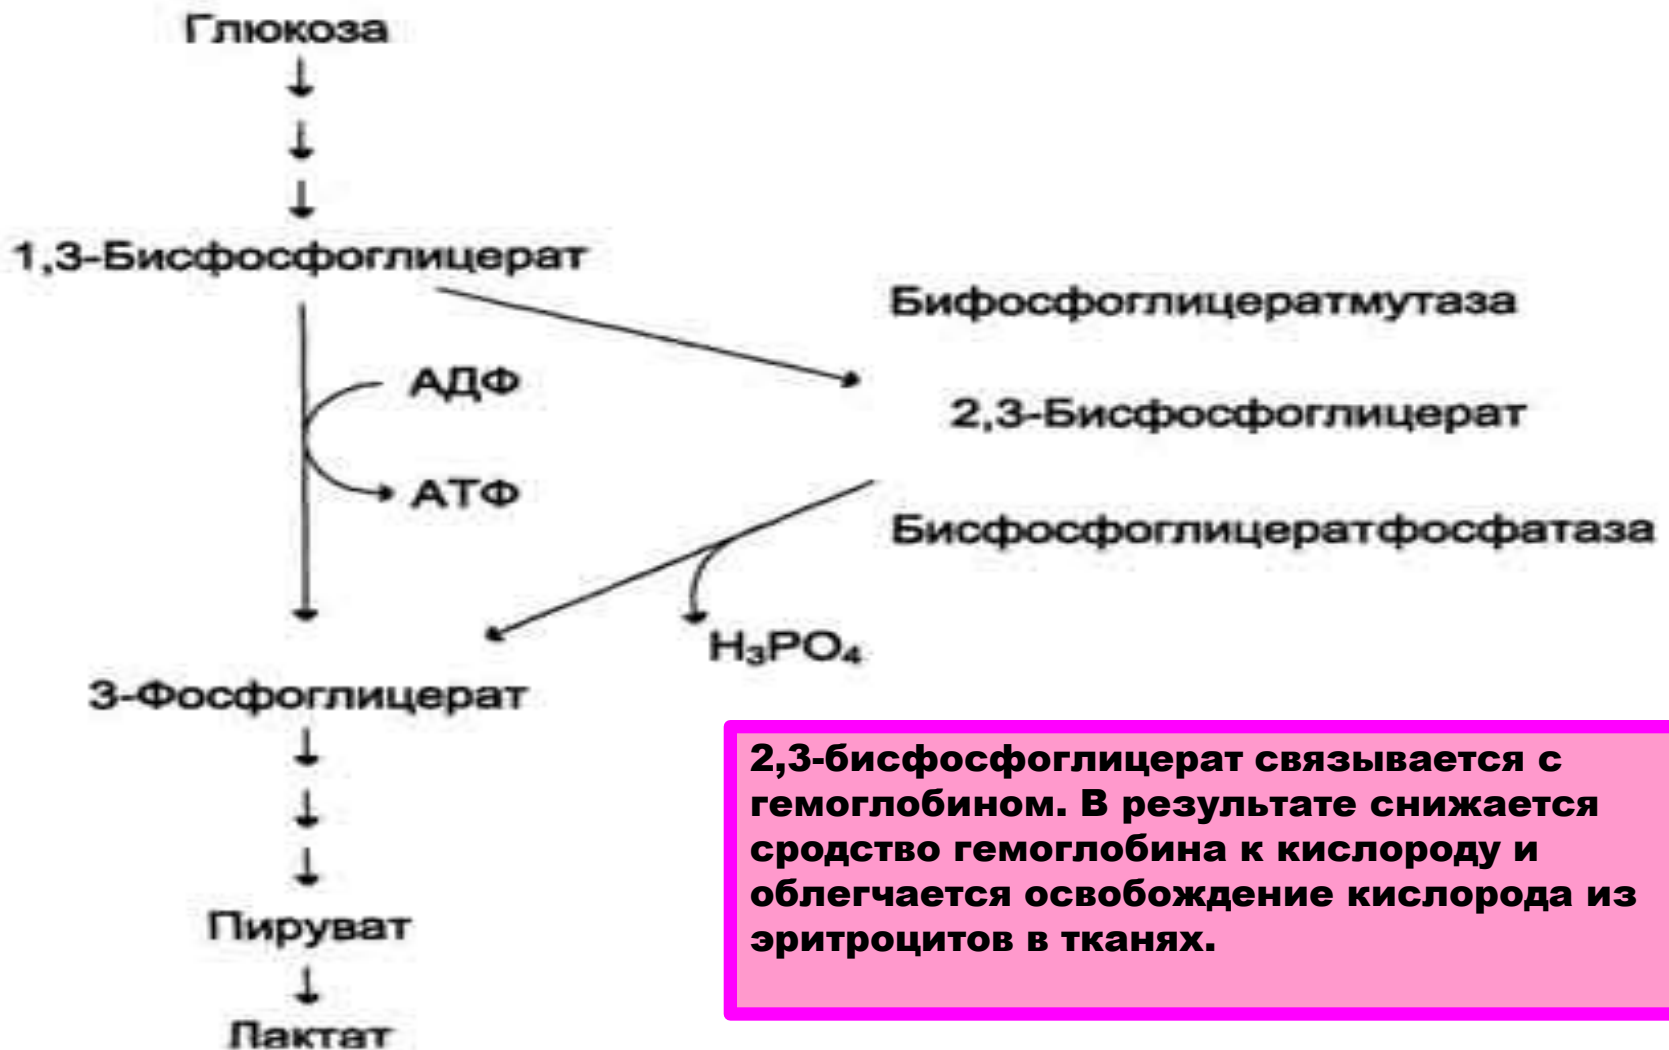 Глюкоза
1,3-Бисфосфоглицерат
Бифосфоглицератмутаза
АДФ
2,3-Бисфосфоглицерат
АТФ
Бисфосфоглицератфосфатаза
H₃PO₄
3-Фосфоглицерат
2,3-бисфосфоглицерат связывается с
гемоглобином. В результате снижается
сродство гемоглобина к кислороду и
облегчается освобождение кислорода из
эритроцитов в тканях.
Пируват
Лактат